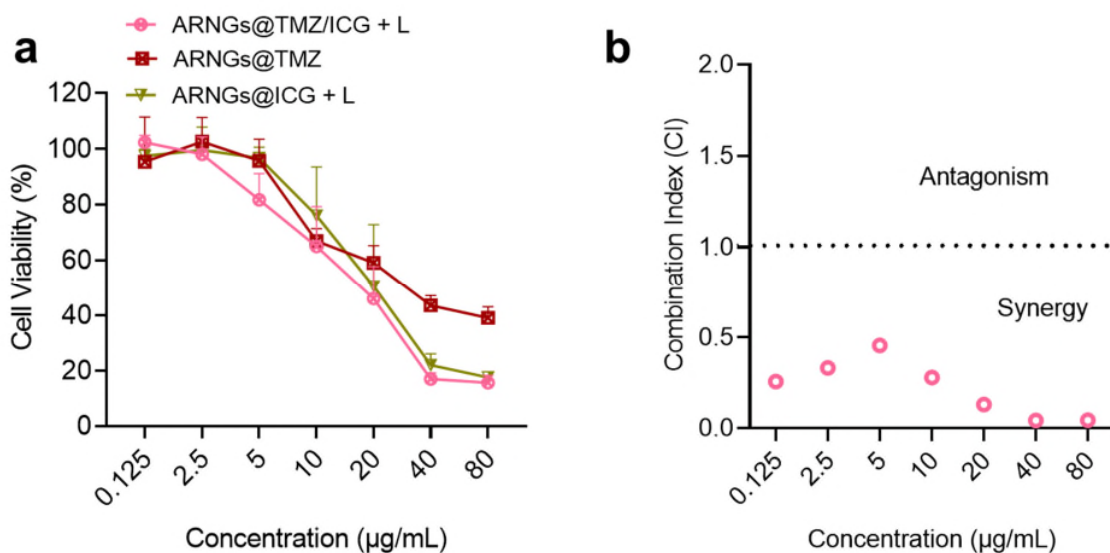 a
ARNGs@TMZ/ICG + L
ARNGs@TMZ
ARNGs@ICG + L
Cell Viability (%)
120
100
80
60
40
20
0
0.125
2.5
5
10
20
40
80
Concentration (μg/mL)
b
Combination Index (CI)
2.0
1.5
1.0
0.5
0.0
Antagonism
Synergy
0.125
2.5
5
10
20
40
80
Concentration (μg/mL)